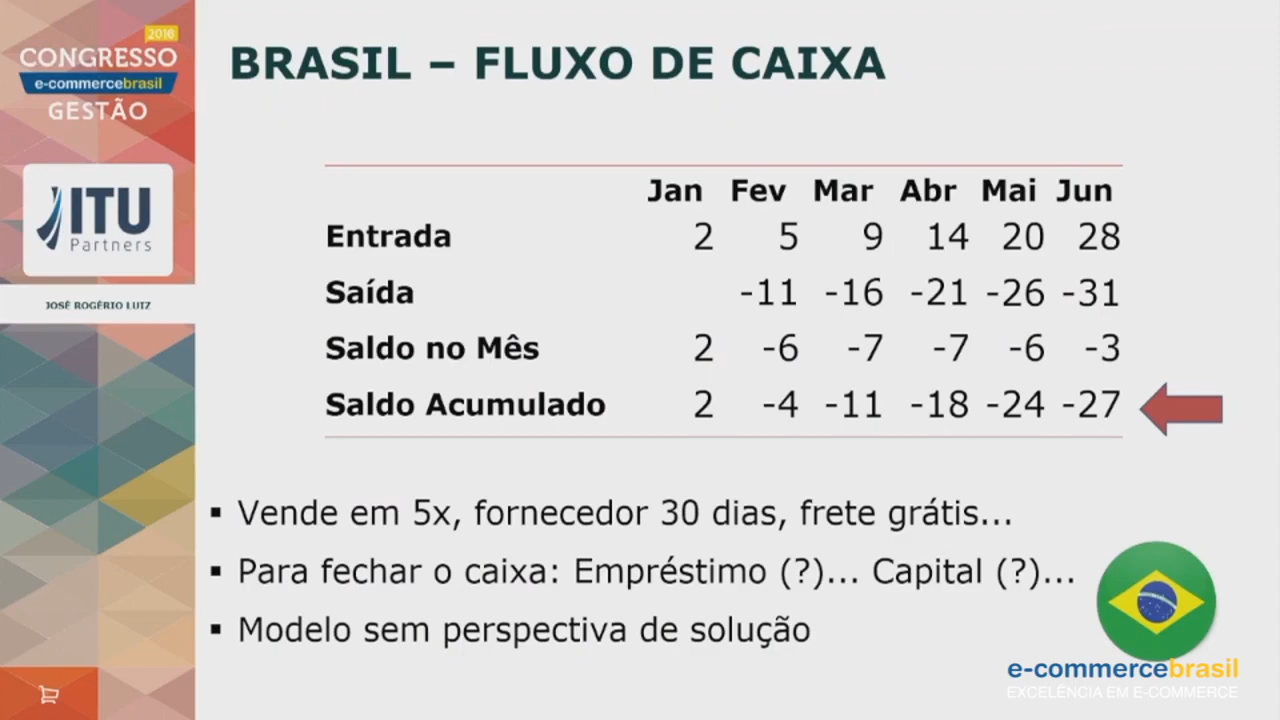 2016
CONGRESSO
e-commercebrasil
GESTÃO
ITU
Partners
JOSÉ ROGÉRIO LUIZ
BRASIL – FLUXO DE CAIXA
Jan Fev Mar Abr Mai Jun
Entrada 2 5 9 14 20 28
Saída -11 -16 -21 -26 -31
Saldo no Mês 2 -6 -7 -7 -6 -3
Saldo Acumulado 2 -4 -11 -18 -24 -27
▪ Vende em 5x, fornecedor 30 dias, frete grátis...
▪ Para fechar o caixa: Empréstimo (?)... Capital (?)...
▪ Modelo sem perspectiva de solução
e-commercebrasil
EXCELÊNCIA EM E-COMMERCE